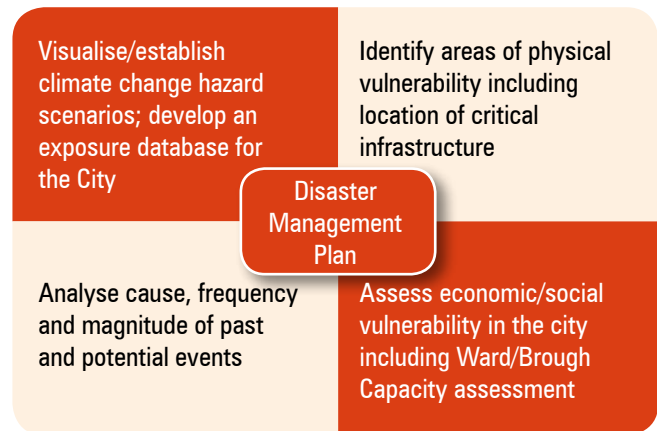 Visualise/establish
climate change hazard
scenarios; develop an
exposure database for
the City
Identify areas of physical
vulnerability including
location of critical
infrastructure
Disaster
Management
Plan
Analyse cause, frequency
and magnitude of past
and potential events
Assess economic/social
vulnerability in the city
including Ward/Brough
Capacity assessment